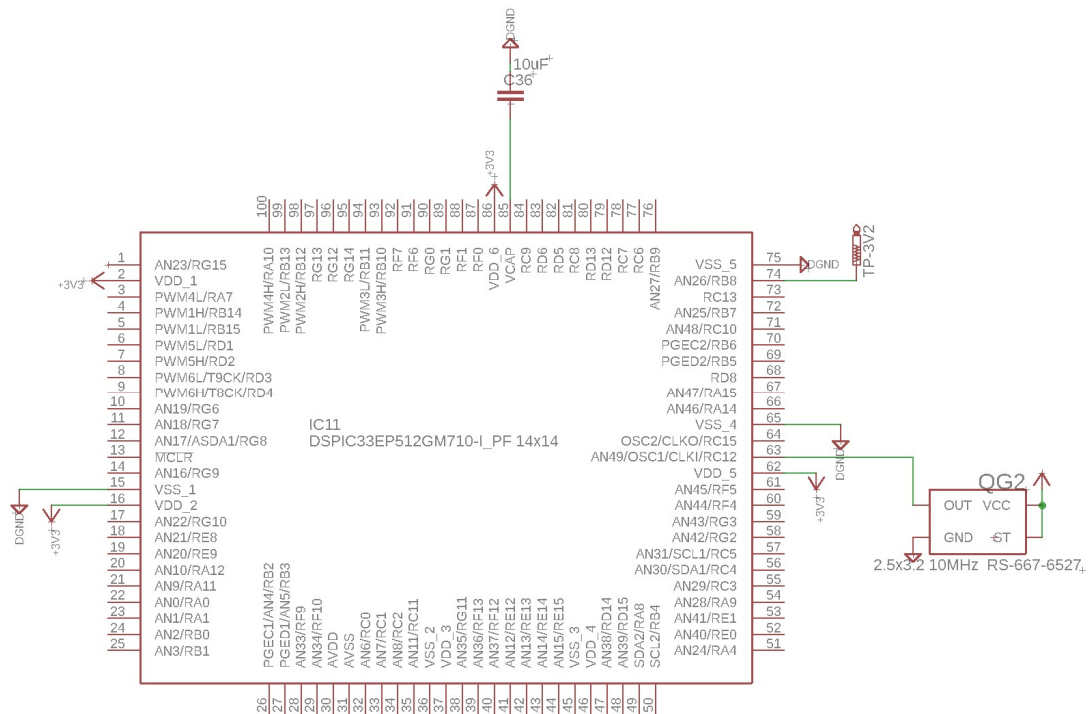 DGND
10uF
C36
+3V3
100 PWM4H/RA10
99 PWM2L/RB13
98 PWM2H/RB12
97 RG13
96 RG12
95 RG14
94 PWM3L/RB11
93 PWM3H/RB10
92 RF7
91 RF6
90 RG0
89 RG1
88 RF1
87 RF0
86 VDD_6
85 VCAP
84 RC9
83 RD6
82 RD5
81 RC8
80 RD13
79 RD12
78 RC7
77 RC6
76 AN27/RB9
1 AN23/RG15
+3V3 2 VDD_1
3 PWM4L/RA7
4 PWM1H/RB14
5 PWM1L/RB15
6 PWM5L/RD1
7 PWM5H/RD2
8 PWM6L/T9CK/RD3
9 PWM6H/T8CK/RD4
10 AN19/RG6
11 AN18/RG7
12 AN17/ASDA1/RG8
13 MCLR
14 AN16/RG9
15 VSS_1
16 VDD_2
DGND
+3V3
17 AN22/RG10
18 AN21/RE8
19 AN20/RE9
20 AN10/RA12
21 AN9/RA11
22 AN0/RA0
23 AN1/RA1
24 AN2/RB0
25 AN3/RB1
IC11
DSPIC33EP512GM710-I_PF 14x14
VSS_5 75 DGND
AN26/RB8 74
TP-3V2
RC13 73
AN25/RB7 72
AN48/RC10 71
PGEC2/RB6 70
PGED2/RB5 69
RD8 68
AN47/RA15 67
AN46/RA14 66
VSS_4 65
DGND
OSC2/CLKO/RC15 64
AN49/OSC1/CLKI/RC12 63
VDD_5 62
+3V3
AN45/RF5 61
AN44/RF4 60
AN43/RG3 59
AN42/RG2 58
AN31/SCL1/RC5 57
AN30/SDA1/RC4 56
AN29/RC3 55
AN28/RA9 54
AN41/RE1 53
AN40/RE0 52
AN24/RA4 51
QG2
OUT VCC
GND ST
2.5x3.2 10MHz RS-667-6527
PGEC1/AN4/RB2 26
PGED1/AN5/RB3 27
AN33/RF9 28
AN34/RF10 29
AVDD 30
AVSS 31
AN6/RC0 32
AN7/RC1 33
AN8/RC2 34
AN11/RC11 35
VSS_2 36
VDD_3 37
AN35/RG11 38
AN36/RF13 39
AN37/RF12 40
AN12/RE12 41
AN13/RE13 42
AN14/RE14 43
AN15/RE15 44
VSS_3 45
VDD_4 46
AN38/RD14 47
AN39/RD15 48
SDA2/RA8 49
SCL2/RB4 50